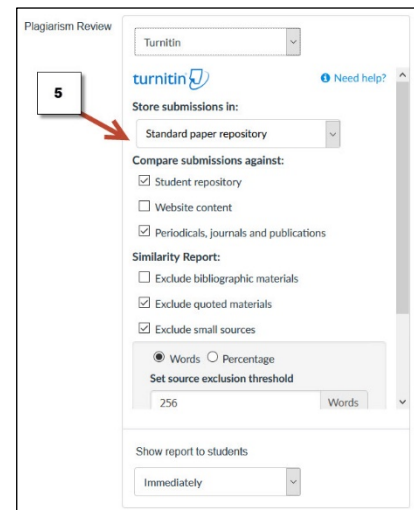 Plagiarism Review
Turnitin
turnitin
Need help?
5
Store submissions in:
Standard paper repository
Compare submissions against:
Student repository
Website content
Periodicals, journals and publications
Similarity Report:
Exclude bibliographic materials
Exclude quoted materials
Exclude small sources
Words Percentage
Set source exclusion threshold
256 Words
Show report to students
Immediately